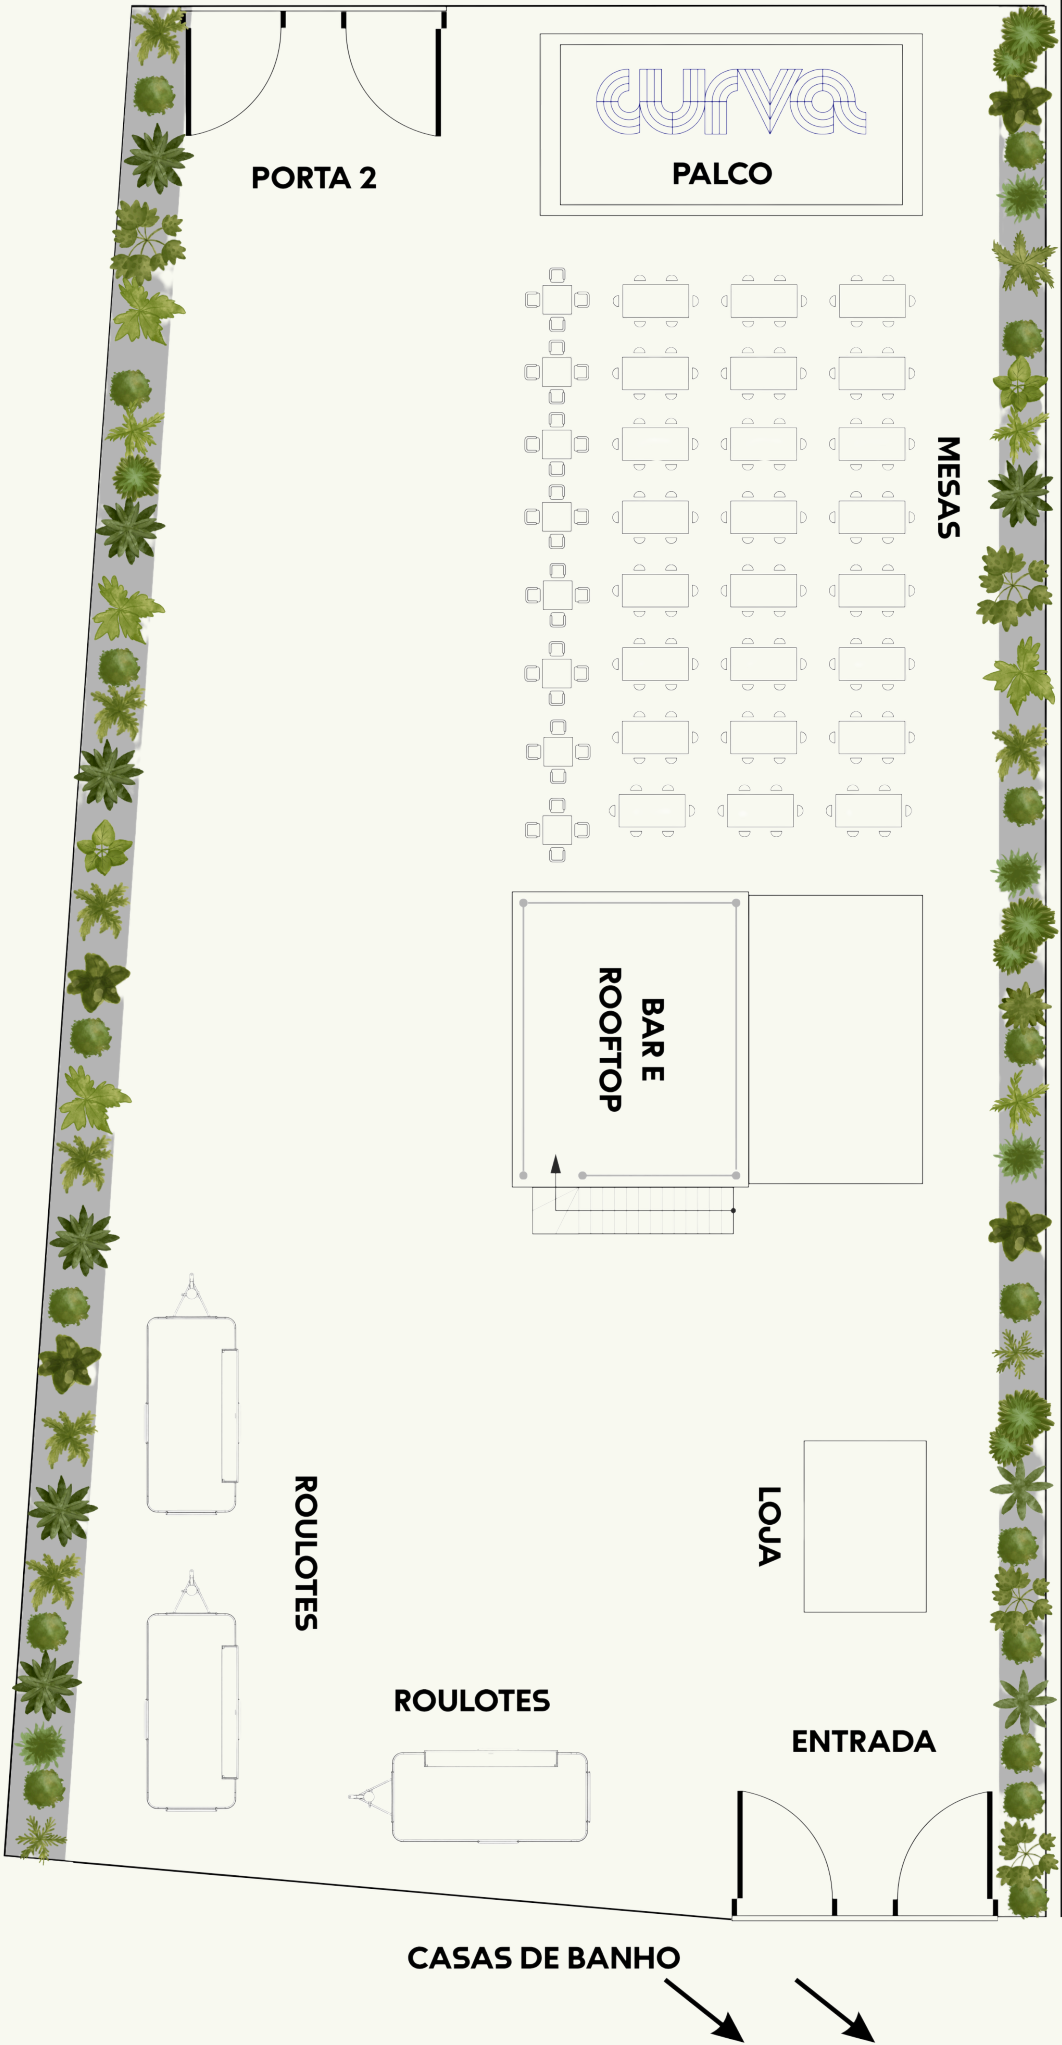 curva
PORTA 2
PALCO
MESAS
BAR E
ROOFTOP
ROULOTES
LOJA
ROULOTES
ENTRADA
CASAS DE BANHO